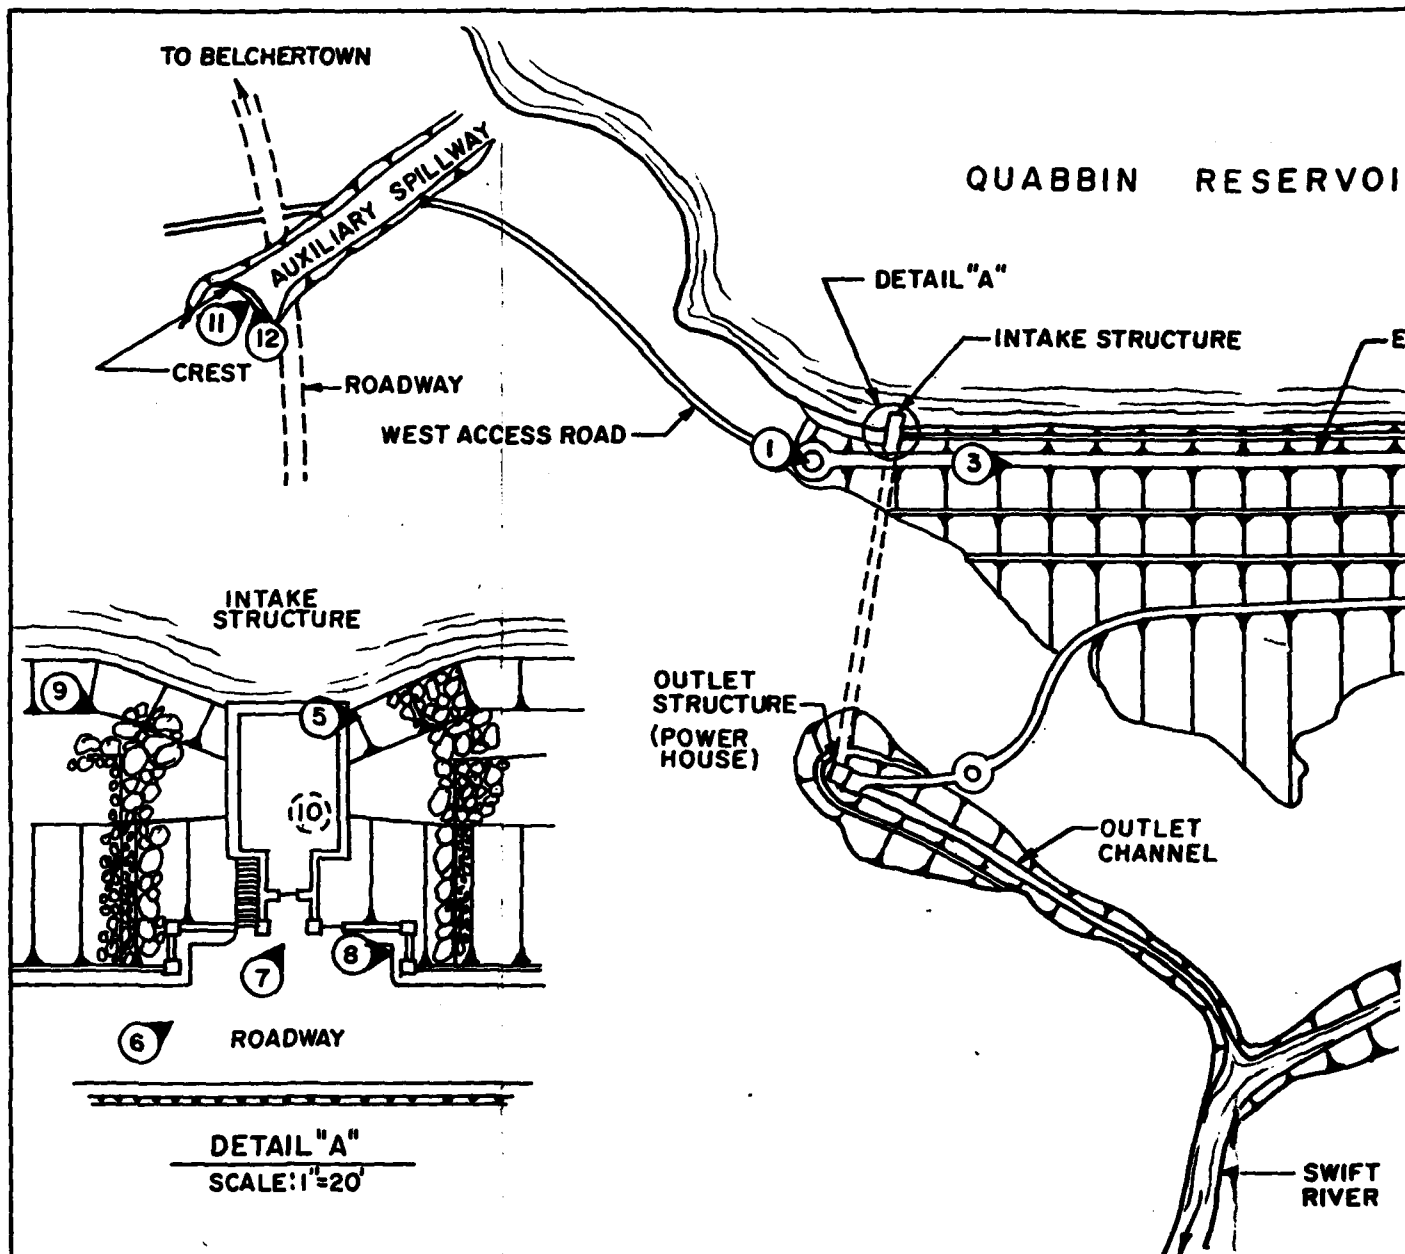 TO BELCHERTOWN
AUXILIARY SPILLWAY
QUABBIN RESERVOI
DETAIL "A"
INTAKE STRUCTURE
E
11
12
CREST
ROADWAY
WEST ACCESS ROAD
1
3
INTAKE
STRUCTURE
9
5
10
7
8
6
ROADWAY
OUTLET
STRUCTURE
(POWER
HOUSE)
OUTLET
CHANNEL
DETAIL "A"
SCALE: 1"=20'
SWIFT
RIVER